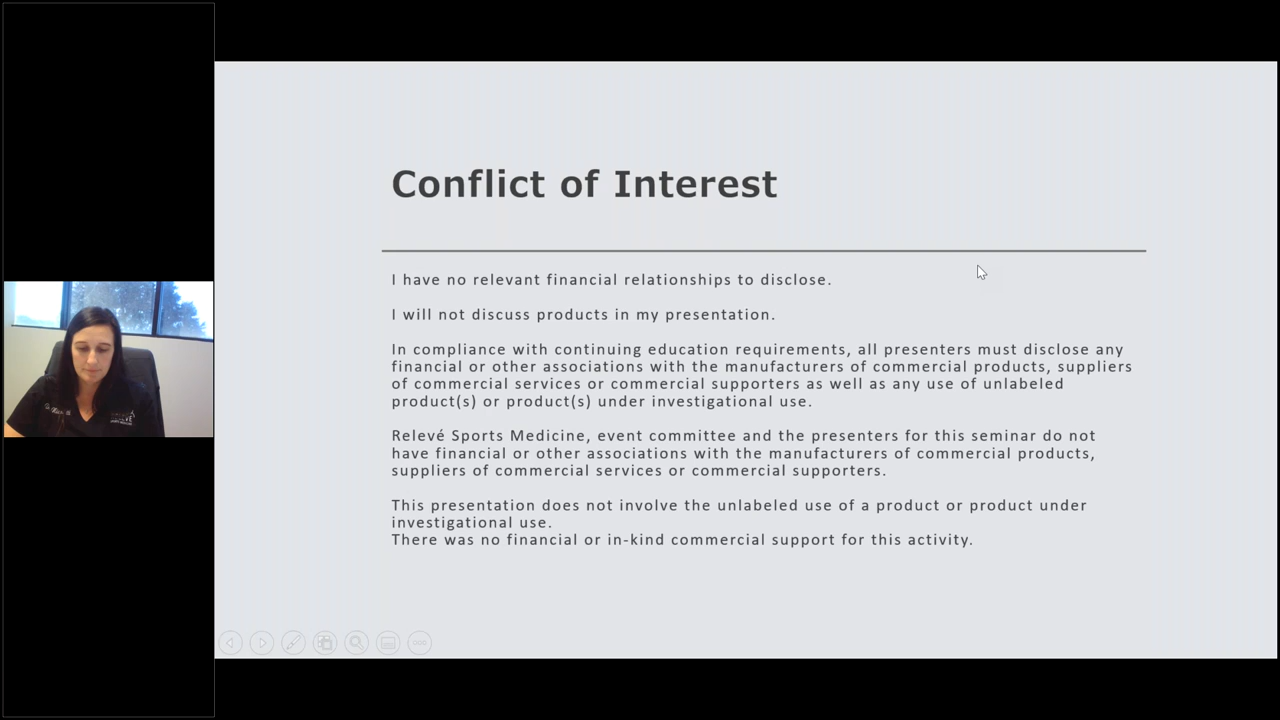 Conflict of Interest
I have no relevant financial relationships to disclose.
I will not discuss products in my presentation.
In compliance with continuing education requirements, all presenters must disclose any
financial or other associations with the manufacturers of commercial products, suppliers
of commercial services or commercial supporters as well as any use of unlabeled
product(s) or product(s) under investigational use.
Relevé Sports Medicine, event committee and the presenters for this seminar do not
have financial or other associations with the manufacturers of commercial products,
suppliers of commercial services or commercial supporters.
This presentation does not involve the unlabeled use of a product or product under
investigational use.
There was no financial or in-kind commercial support for this activity.